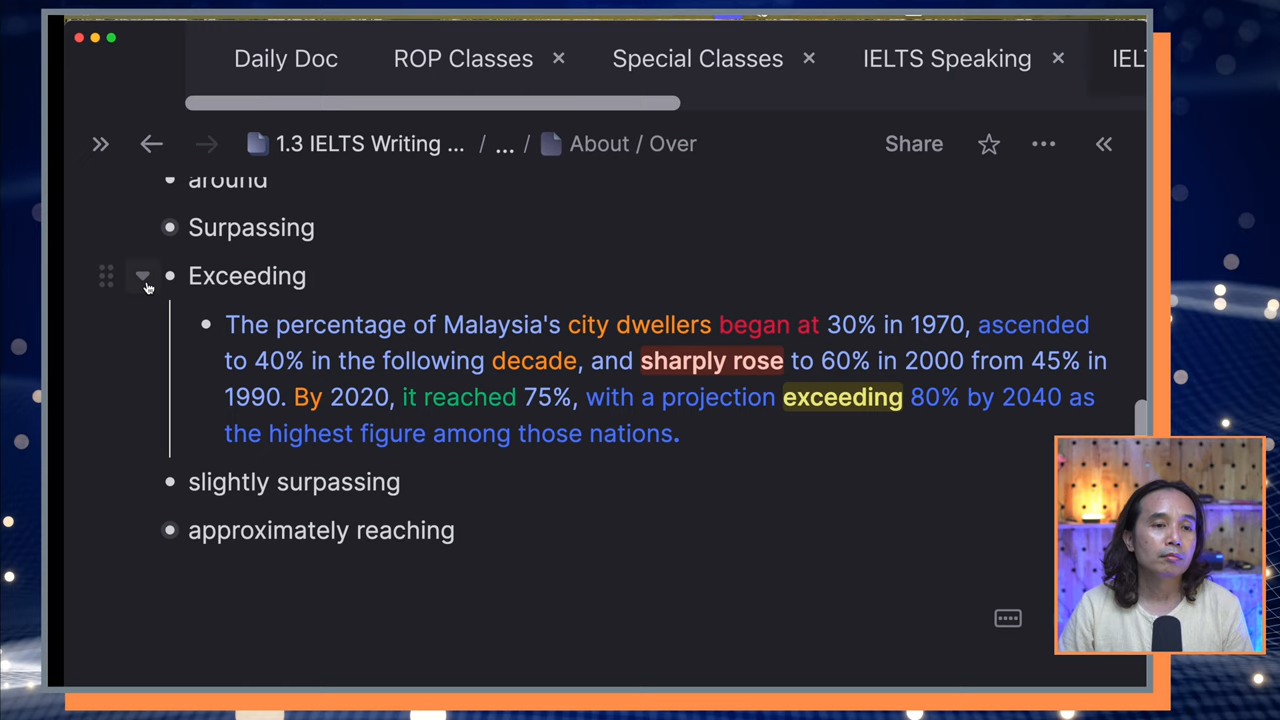 Daily Doc ROP Classes Special Classes IELTS Speaking IEL
1.3 IELTS Writing ... / ... / About / Over Share
around
Surpassing
Exceeding
The percentage of Malaysia's city dwellers began at 30% in 1970, ascended
to 40% in the following decade, and sharply rose to 60% in 2000 from 45% in
1990. By 2020, it reached 75%, with a projection exceeding 80% by 2040 as
the highest figure among those nations.
slightly surpassing
approximately reaching